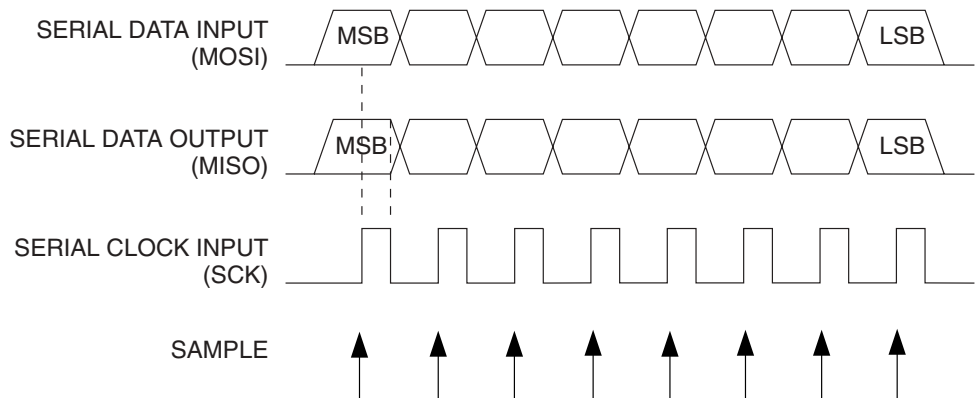 SERIAL DATA INPUT
(MOSI)
MSB
LSB
SERIAL DATA OUTPUT
(MISO)
MSB
LSB
SERIAL CLOCK INPUT
(SCK)
SAMPLE